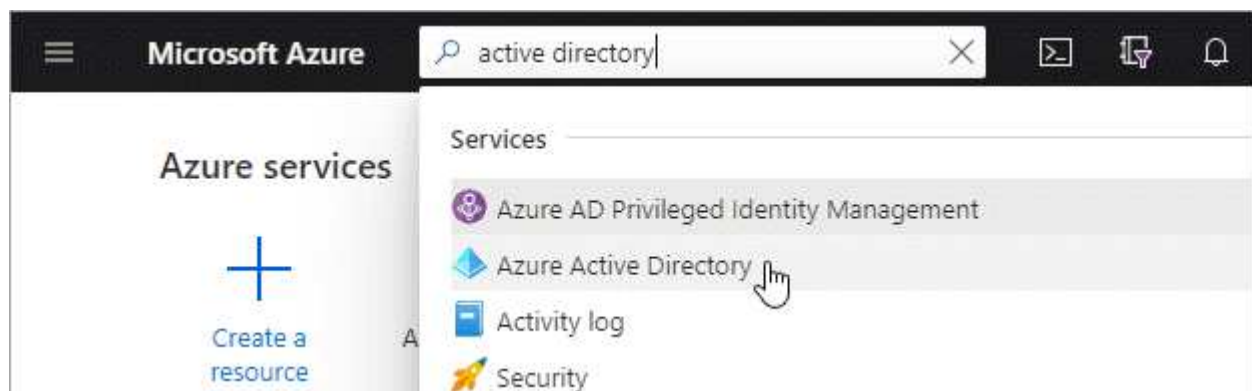 Microsoft Azure
active directory
Services
Azure services
Azure AD Privileged Identity Management
Azure Active Directory
Activity log
Create a
resource
A
Security